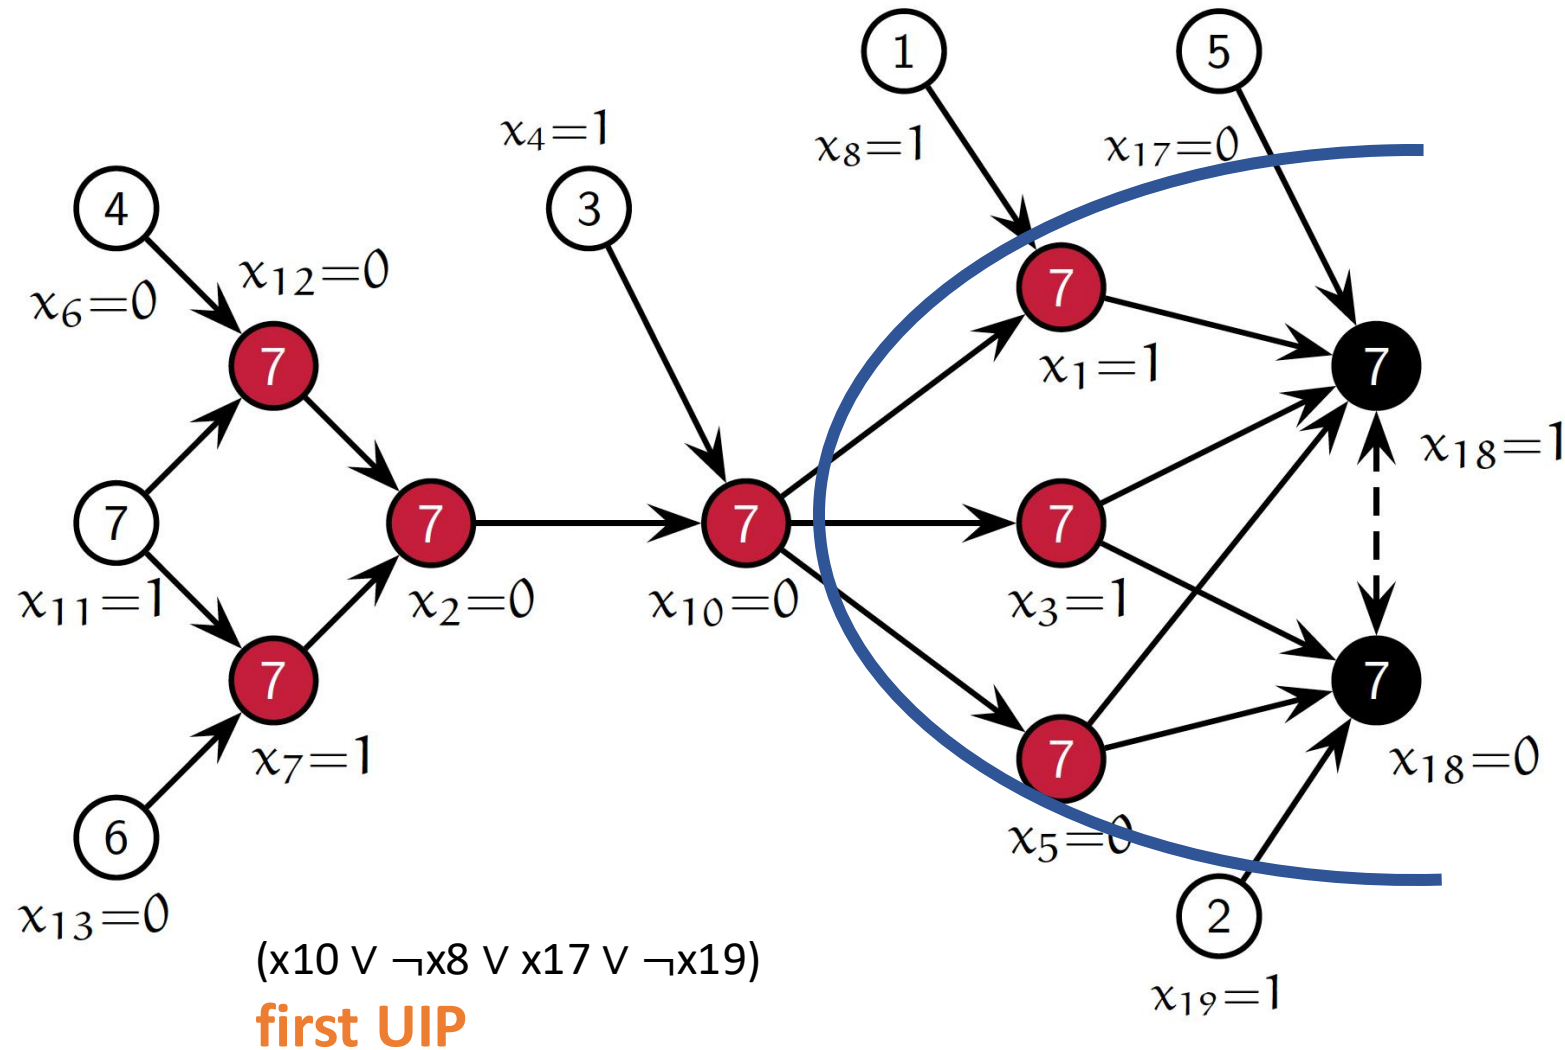 1
5
x4=1
x8=1
x17=0
4
3
x12=0
x6=0
7
x1=1
7
7
x18=1
7
7
7
7
x11=1
x2=0
x10=0
x3=1
7
7
x7=1
7
x18=0
6
x5=0
2
x13=0
(x10 ∨ ¬x8 ∨ x17 ∨ ¬x19)
x19=1
first UIP